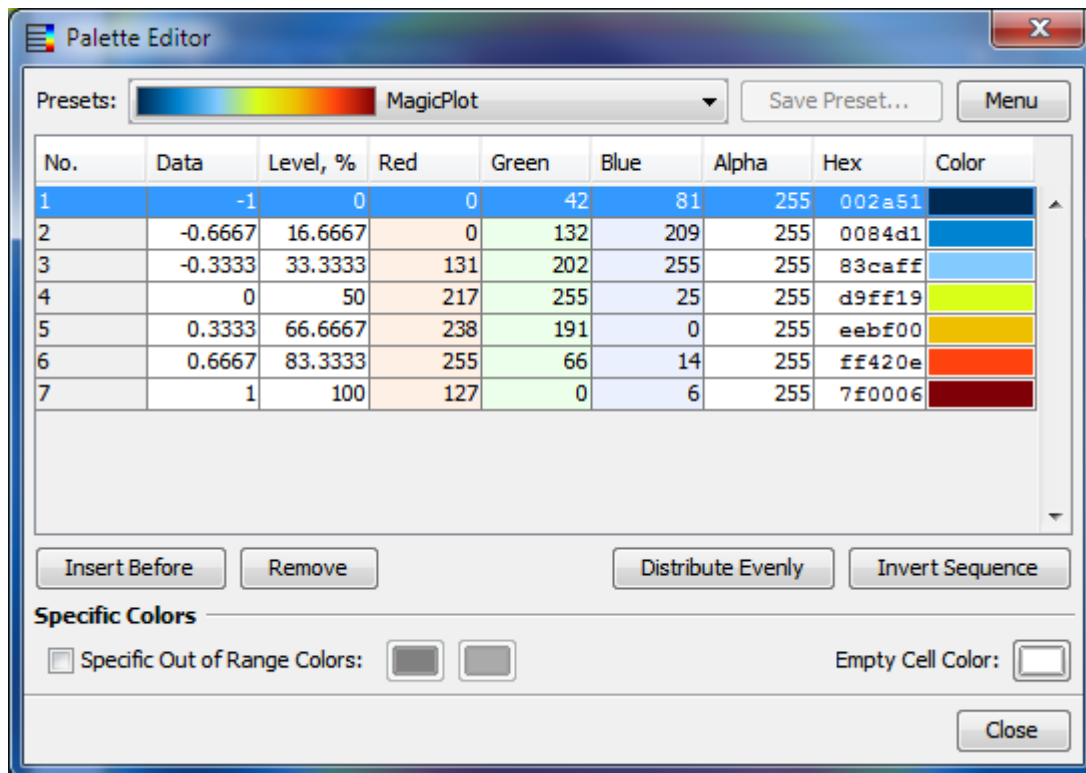 Palette Editor
Presets: MagicPlot Save Preset... Menu
No. Data Level, % Red Green Blue Alpha Hex Color
1 -1 0 0 42 81 255 002a51
2 -0.6667 16.6667 0 132 209 255 0084d1
3 -0.3333 33.3333 131 202 255 255 83caff
4 0 50 217 255 25 255 d9ff19
5 0.3333 66.6667 238 191 0 255 eebf00
6 0.6667 83.3333 255 66 14 255 ff420e
7 1 100 127 0 6 255 7f0006
Insert Before Remove Distribute Evenly Invert Sequence
Specific Colors
Specific Out of Range Colors: Empty Cell Color:
Close